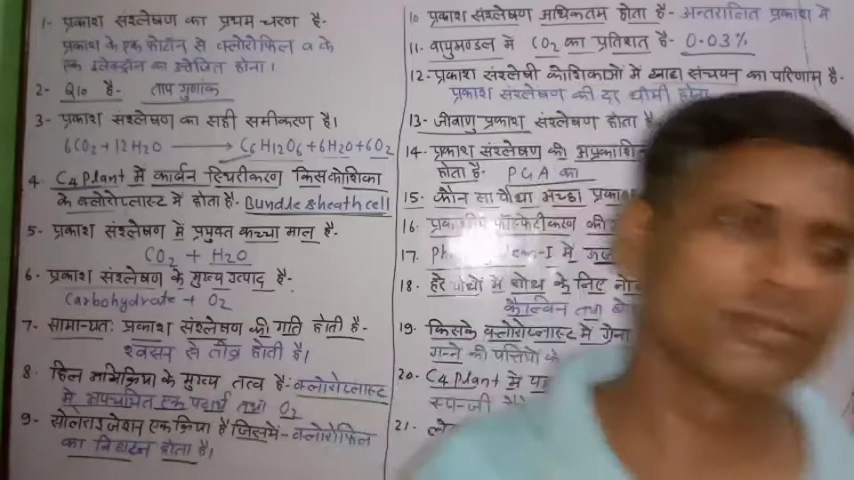 1- प्रकाश संश्लेषण का प्रथम चरण है-
प्रकाश के एक फोटॉन से क्लोरोफिल a के
एक इलेक्ट्रॉन का उत्तेजित होना।
2- Q10 है- ताप गुणांक
3- प्रकाश संश्लेषण का सही समीकरण है।
6CO2+12H2O → C6H12O6+6H2O+6O2
4. C4 Plant में कार्बन स्थिरीकरण किस कोशिका
के क्लोरोप्लास्ट में होता है- Bundle sheath cell
5- प्रकाश संश्लेषण में प्रयुक्त कच्चा माल है-
CO2 + H2O
6- प्रकाश संश्लेषण के मुख्य उत्पाद है-
Carbohydrate + O2
7- सामान्यतः प्रकाश संश्लेषण की गति होती है-
श्वसन से तीव्र होती है।
8- हिल अभिक्रिया के मुख्य तत्व है- क्लोरोप्लास्ट
में अपचयित एक पदार्थ तथा O2
9- सोलेराइजेशन एक क्रिया है जिसमें- क्लोरोफिल
का विघटन होता है।
10. प्रकाश संश्लेषण अधिकतम होता है- अन्तरालित प्रकाश में
11. वायुमण्डल में CO2 का प्रतिशत है- 0.03%
12- प्रकाश संश्लेषी कोशिकाओं में खाद्य संचयन का परिणाम है-
प्रकाश संश्लेषण की दर धीमी होना
13- जीवाणु प्रकाश संश्लेषण होता है
14- प्रकाश संश्लेषण की
होता है- PGA का
15- कौन सा पौधा अच्छा
16- की
17- में
18- हरे पौधों में शोध के लिए
कैल्विन तथा
19. किसके क्लोरोप्लास्ट में ग्रेना
गन्ने की पत्तियों के
20- C4 Plant में
21-